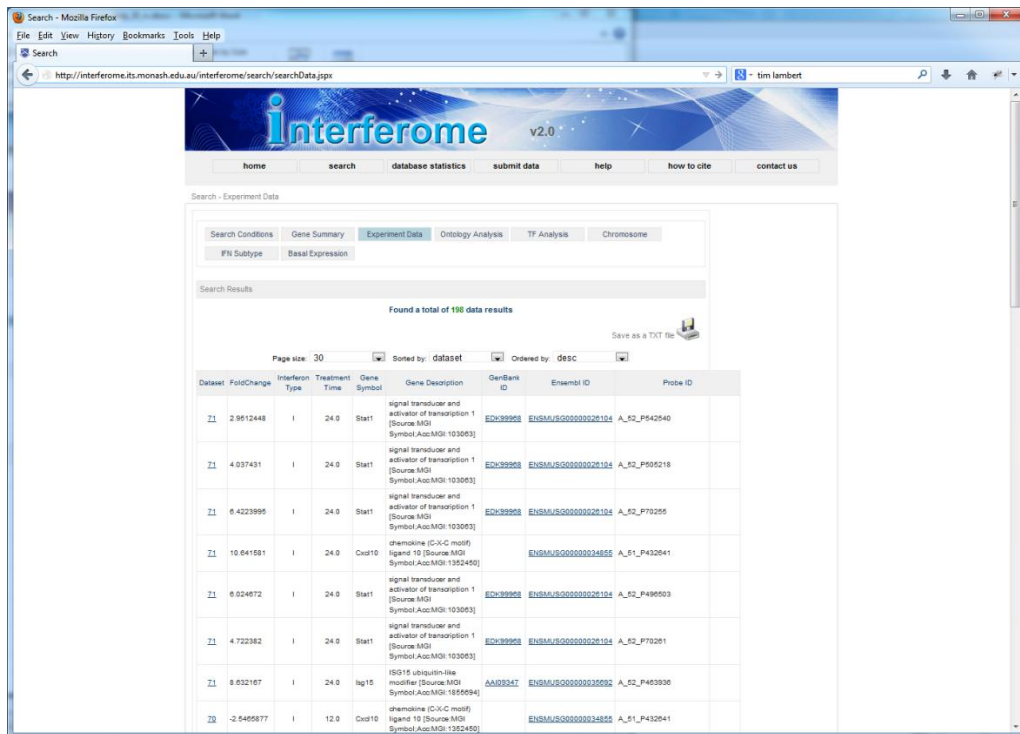 Search - Mozilla Firefox
File Edit View History Bookmarks Tools Help
Search +
http://interferome.its.monash.edu.au/interferome/search/searchData.jspx
tim lambert
interferome v2.0
home search database statistics submit data help how to cite contact us
Search - Experiment Data
Search Conditions Gene Summary Experiment Data Ontology Analysis TF Analysis Chromosome
IFN Subtype Basal Expression
Search Results
Found a total of 198 data results
Save as a TXT file
Page size: 30 Sorted by: dataset Ordered by: desc
Dataset FoldChange Interferon Type Treatment Time Gene Symbol Gene Description GenBank ID Ensembl ID Probe ID
signal transducer and
71 2.9512448 I 24.0 Stat1 activator of transcription 1 EDK99968 ENSMUSG00000026104 A_52_P542540
[Source:MGI
Symbol;Acc:MGI:103063]
signal transducer and
71 4.037431 I 24.0 Stat1 activator of transcription 1 EDK99968 ENSMUSG00000026104 A_52_P505218
[Source:MGI
Symbol;Acc:MGI:103063]
signal transducer and
71 6.4223995 I 24.0 Stat1 activator of transcription 1 EDK99968 ENSMUSG00000026104 A_52_P70255
[Source:MGI
Symbol;Acc:MGI:103063]
chemokine (C-X-C motif)
71 10.641581 I 24.0 Cxcl10 ligand 10 [Source:MGI ENSMUSG00000034855 A_51_P432641
Symbol;Acc:MGI:1352450]
signal transducer and
71 6.024672 I 24.0 Stat1 activator of transcription 1 EDK99968 ENSMUSG00000026104 A_52_P496503
[Source:MGI
Symbol;Acc:MGI:103063]
signal transducer and
71 4.722382 I 24.0 Stat1 activator of transcription 1 EDK99968 ENSMUSG00000026104 A_52_P70261
[Source:MGI
Symbol;Acc:MGI:103063]
ISG15 ubiquitin-like
71 8.632167 I 24.0 Isg15 modifier [Source:MGI AAI09347 ENSMUSG00000035692 A_52_P463936
Symbol;Acc:MGI:1855694]
chemokine (C-X-C motif)
70 -2.5465877 I 12.0 Cxcl10 ligand 10 [Source:MGI ENSMUSG00000034855 A_51_P432641
Symbol;Acc:MGI:1352450]